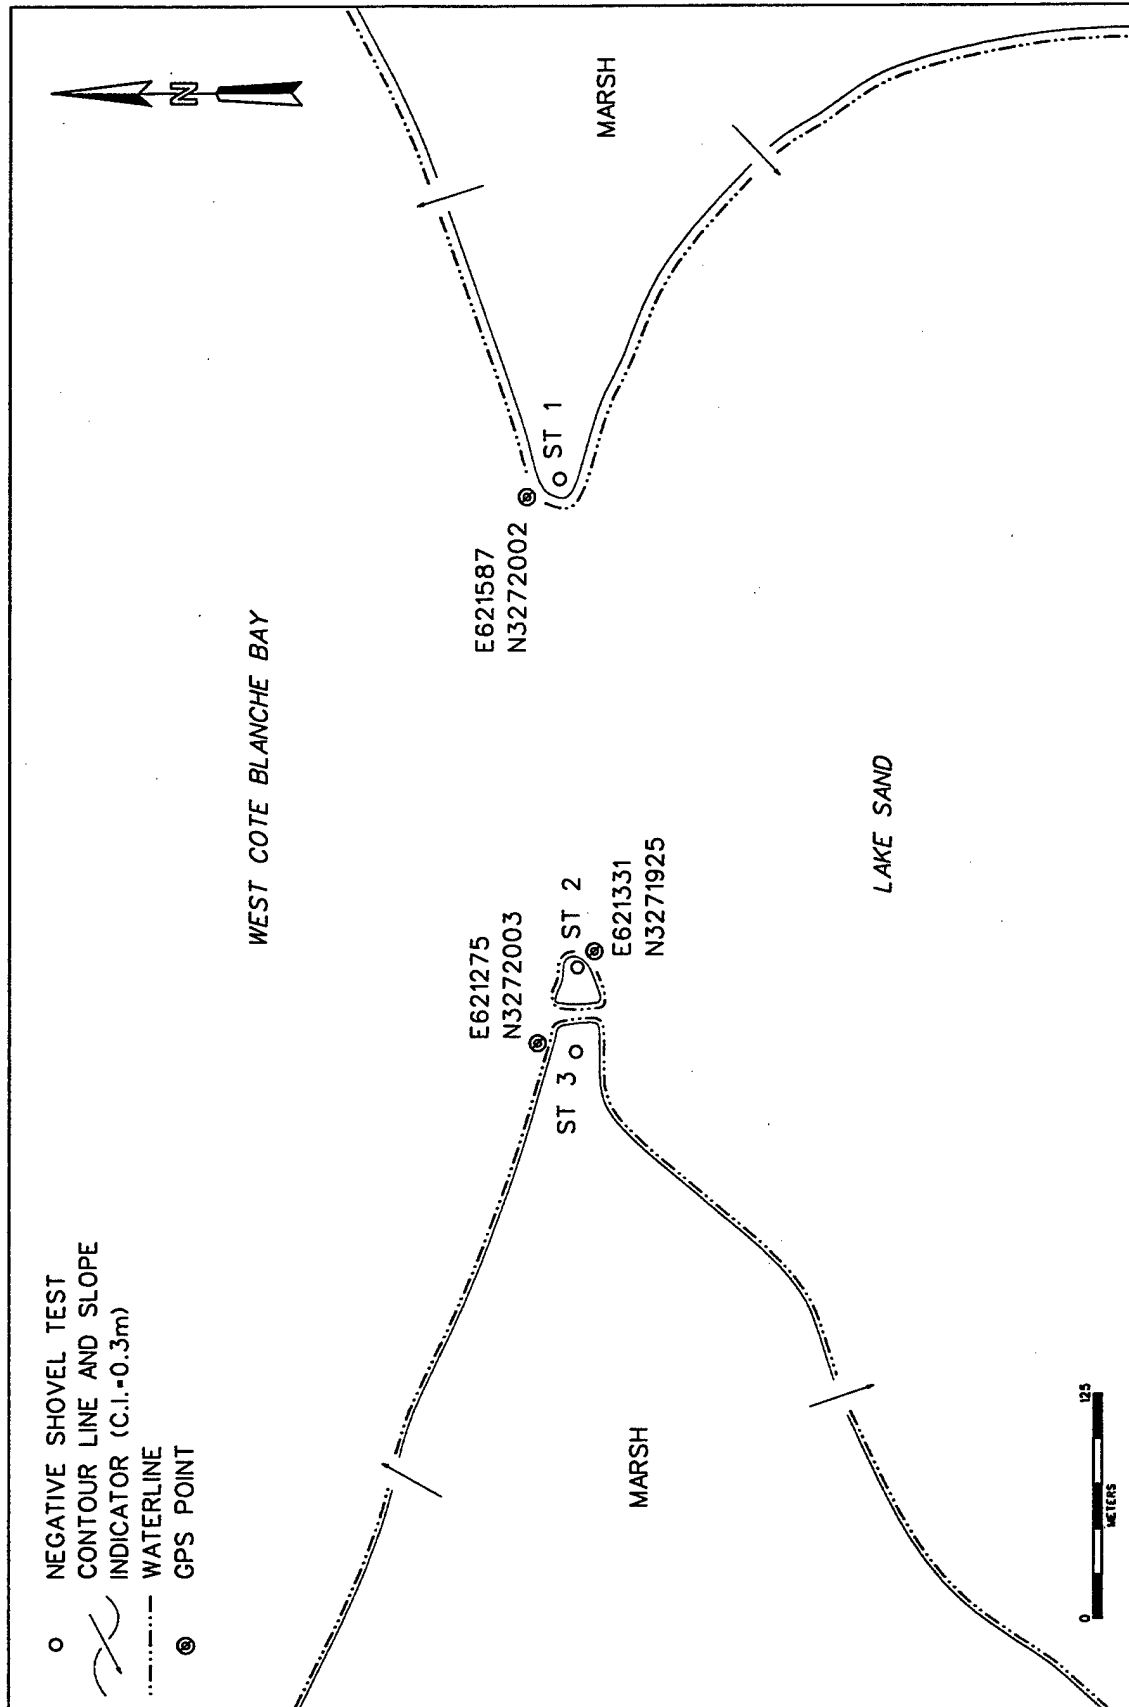 NEGATIVE SHOVEL TEST
CONTOUR LINE AND SLOPE
INDICATOR (C.I.=0.3m)
WATERLINE
GPS POINT
N
WEST COTE BLANCHE BAY
MARSH
E621587
N3272002
ST 1
E621275
N3272003
ST 2
E621331
N3271925
ST 3
LAKE SAND
MARSH
0
125
METERS